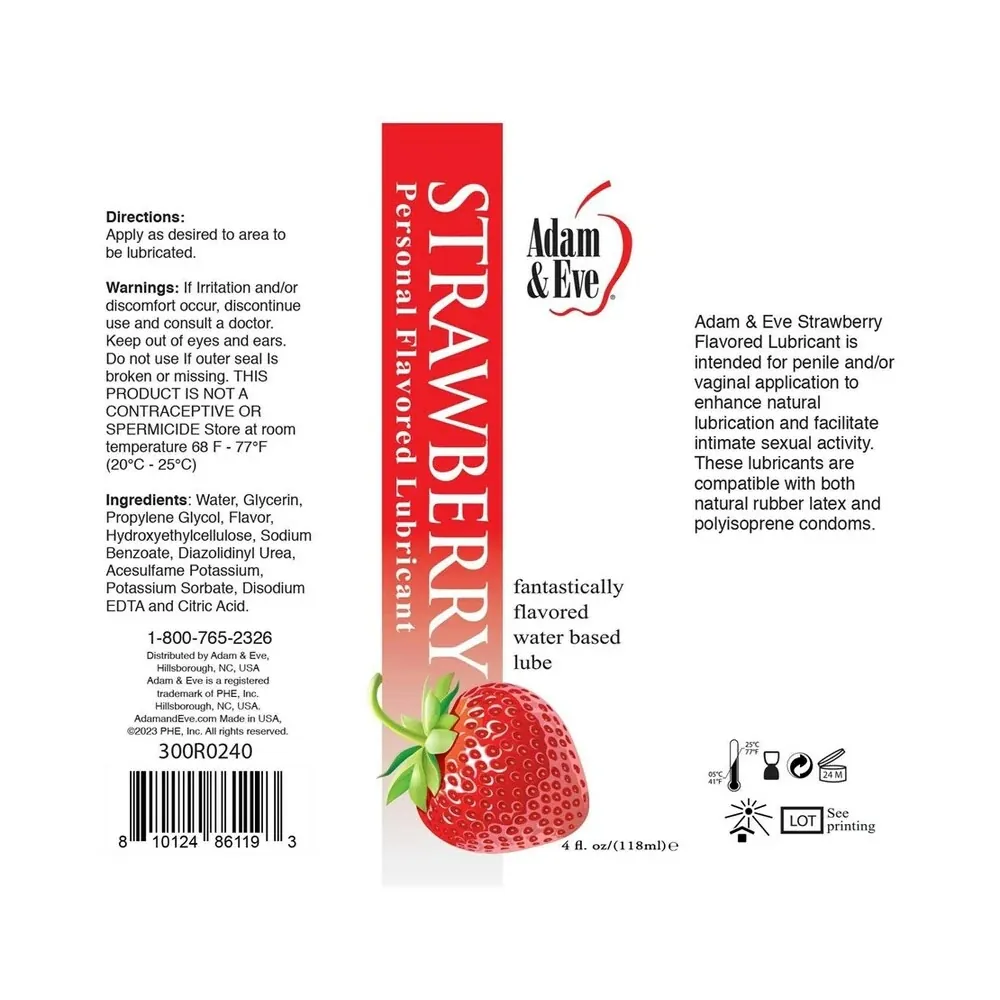 Directions:
Apply as desired to area to
be lubricated.
Warnings: If Irritation and/or
discomfort occur, discontinue
use and consult a doctor.
Keep out of eyes and ears.
Do not use If outer seal Is
broken or missing. THIS
PRODUCT IS NOT A
CONTRACEPTIVE OR
SPERMICIDE Store at room
temperature 68 F - 77°F
(20°C - 25°C)
Ingredients: Water, Glycerin,
Propylene Glycol, Flavor,
Hydroxyethylcellulose, Sodium
Benzoate, Diazolidinyl Urea,
Acesulfame Potassium,
Potassium Sorbate, Disodium
EDTA and Citric Acid.
1-800-765-2326
Distributed by Adam & Eve,
Hillsborough, NC, USA
Adam & Eve is a registered
trademark of PHE, Inc.
Hillsborough, NC, USA.
AdamandEve.com Made in USA,
©2023 PHE, Inc. All rights reserved.
300R0240
8 10124 86119 3
STRAWBERRY
Personal Flavored Lubricant
Adam
& Eve®
fantastically
flavored
water based
lube
4 fl. oz/(118ml)℮
Adam & Eve Strawberry
Flavored Lubricant is
intended for penile and/or
vaginal application to
enhance natural
lubrication and facilitate
intimate sexual activity.
These lubricants are
compatible with both
natural rubber latex and
polyisoprene condoms.
25°C
77°F
05°C
41°F
24 M
LOT
See
printing